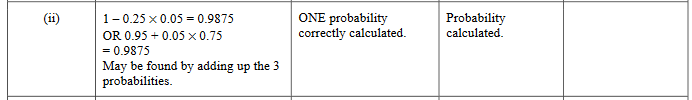 (ii)
1 – 0.25 × 0.05 = 0.9875
OR 0.95 + 0.05 × 0.75
= 0.9875
May be found by adding up the 3
probabilities.
ONE probability
correctly calculated.
Probability
calculated.